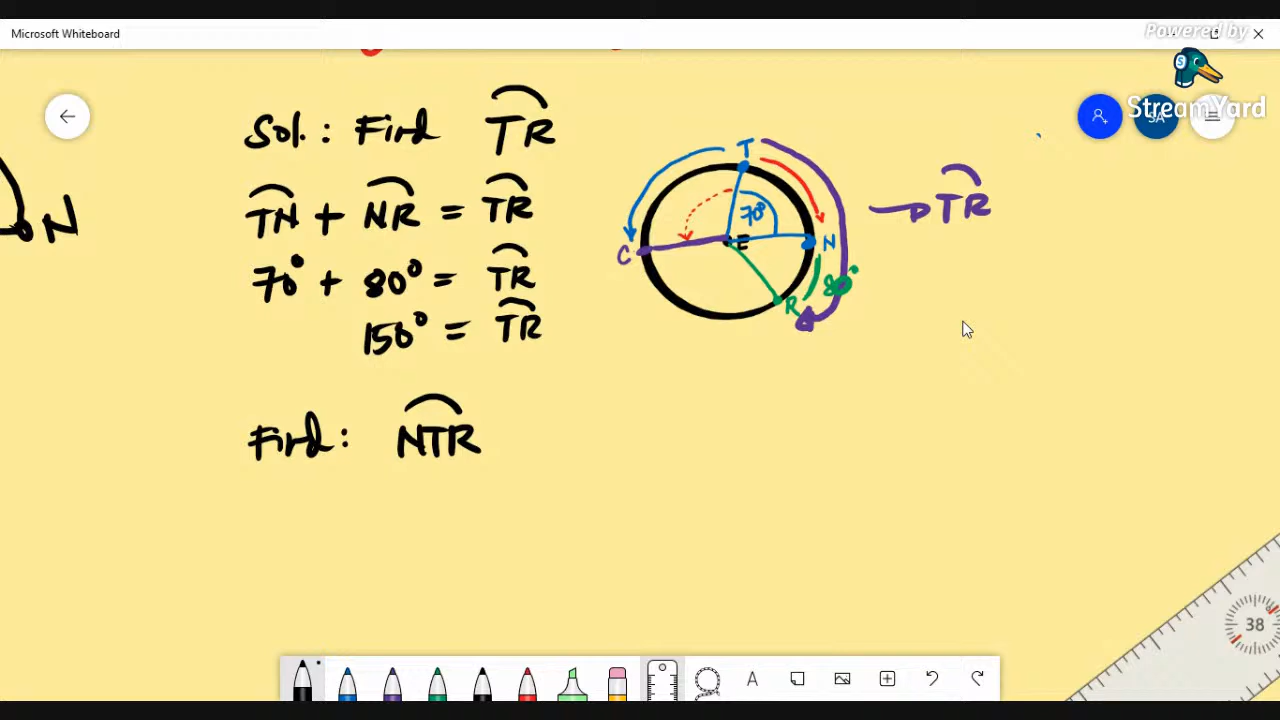 Microsoft Whiteboard
Powered by
StreamYard
SA
Sol. : Find TR
TN + NR = TR
70° + 80° = TR
150° = TR
Find : NTR
T
70°
E
N
C
R
80°
TR
N
38
A